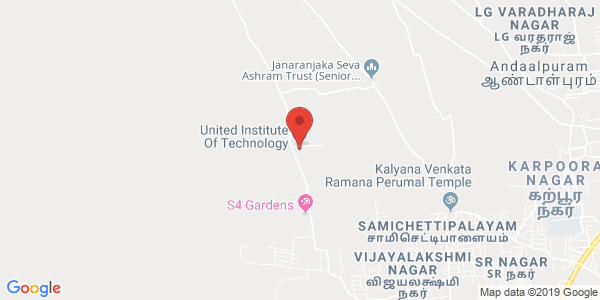 LG VARADHARAJ
NAGAR
LG வரதராஜ்
நகர்
Janaranjaka Seva
Ashram Trust (Senior...
Andaalpuram
ஆண்டாள்புரம்
United Institute
Of Technology
Kalyana Venkata
Ramana Perumal Temple
KARPOORA
NAGAR
கற்பூர
நகர்
S4 Gardens
SAMICHETTIPALAYAM
சாமிசெட்டிபாளையம்
VIJAYALAKSHMI
NAGAR
விஜயலக்ஷ்மி
நகர்
SR NAGAR
SR நகர்
Google
Map data ©2019 Google